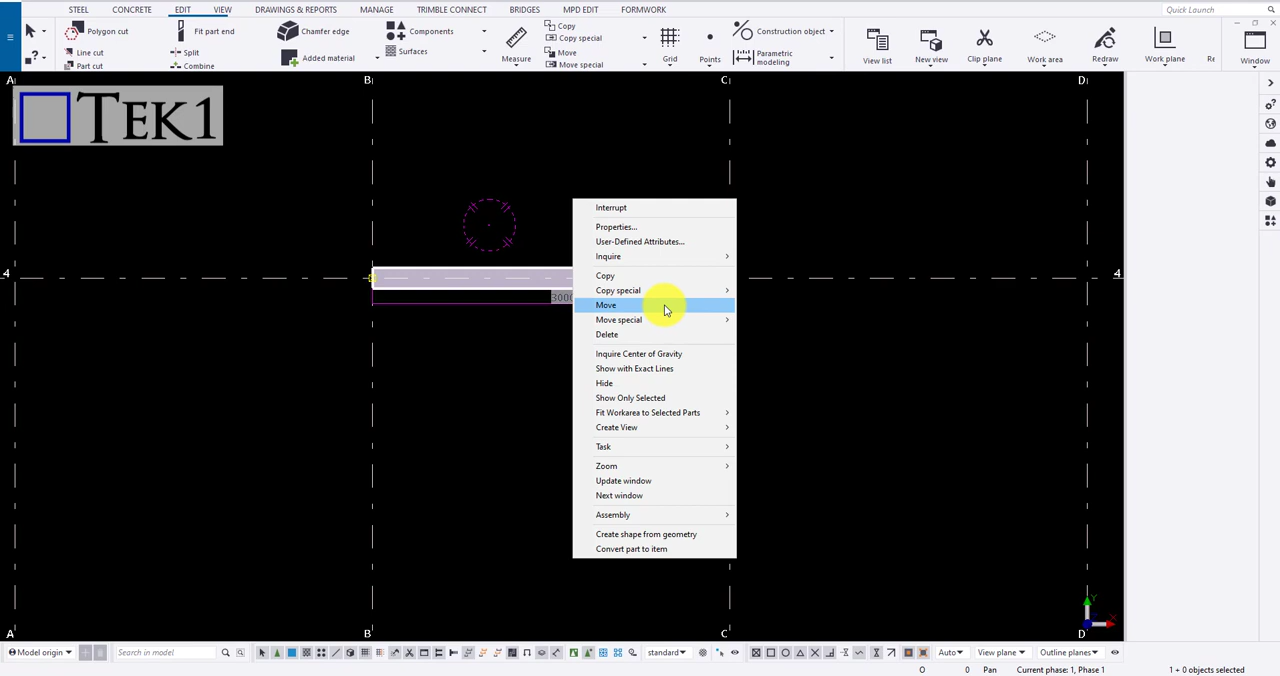 STEEL CONCRETE EDIT VIEW DRAWINGS & REPORTS MANAGE TRIMBLE CONNECT BRIDGES MPD EDIT FORMWORK Quick Launch
Polygon cut Fit part end Chamfer edge Components Copy Construction object
Copy special
Line cut Split Added material Surfaces Measure Move Grid Points Parametric modeling View list New view Clip plane Work area Redraw Work plane Re Window
Part cut Combine Move special
A B C D
TEK1
Interrupt
Properties...
User-Defined Attributes...
Inquire
4 4
Copy
Copy special
3000
Move
Move special
Delete
Inquire Center of Gravity
Show with Exact Lines
Hide
Show Only Selected
Fit Workarea to Selected Parts
Create View
Task
Zoom
Update window
Next window
Assembly
Create shape from geometry
Convert part to item
Y
A B C D
Model origin Search in model standard Auto View plane Outline planes
O 0 Pan Current phase: 1, Phase 1 1 + 0 objects selected